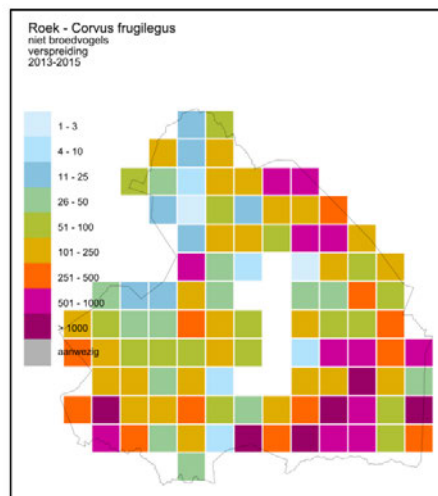 Roek - Corvus frugilegus
niet broedvogels
verspreiding
2013-2015
1 - 3
4 - 10
11 - 25
26 - 50
51 - 100
101 - 250
251 - 500
501 - 1000
> 1000
aanwezig